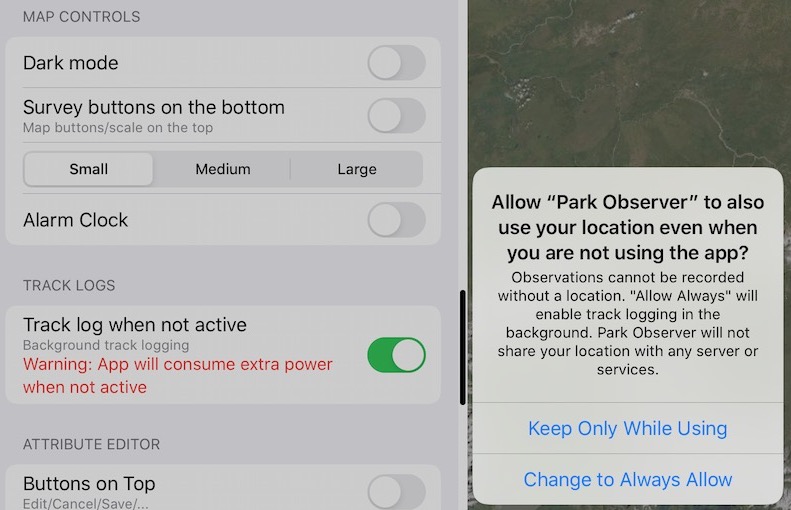 MAP CONTROLS
Dark mode
Survey buttons on the bottom
Map buttons/scale on the top
Small
Medium
Large
Alarm Clock
TRACK LOGS
Track log when not active
Background track logging
Warning: App will consume extra power
when not active
ATTRIBUTE EDITOR
Buttons on Top
Edit/Cancel/Save/...
Allow “Park Observer” to also
use your location even when
you are not using the app?
Observations cannot be recorded
without a location. "Allow Always" will
enable track logging in the
background. Park Observer will not
share your location with any server or
services.
Keep Only While Using
Change to Always Allow